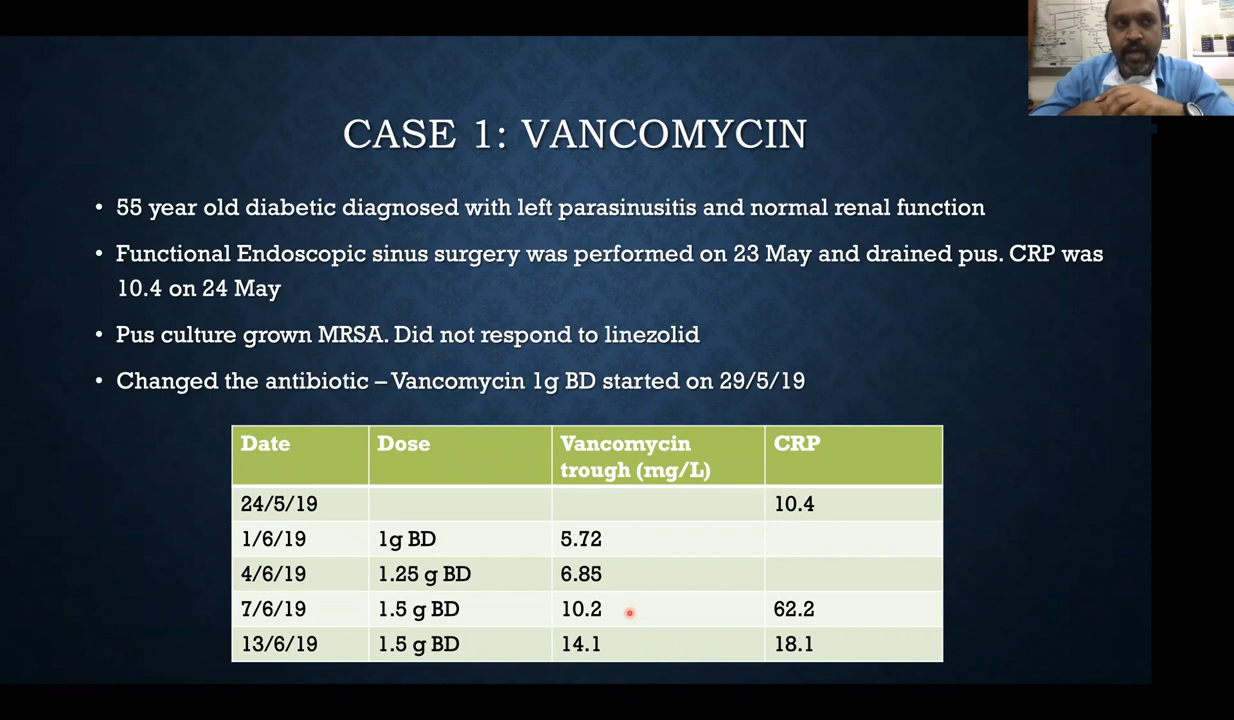 CASE 1: VANCOMYCIN
• 55 year old diabetic diagnosed with left parasinusitis and normal renal function
• Functional Endoscopic sinus surgery was performed on 23 May and drained pus. CRP was
10.4 on 24 May
• Pus culture grown MRSA. Did not respond to linezolid
• Changed the antibiotic – Vancomycin 1g BD started on 29/5/19
Date Dose Vancomycin trough (mg/L) CRP
24/5/19 10.4
1/6/19 1g BD 5.72
4/6/19 1.25 g BD 6.85
7/6/19 1.5 g BD 10.2 62.2
13/6/19 1.5 g BD 14.1 18.1